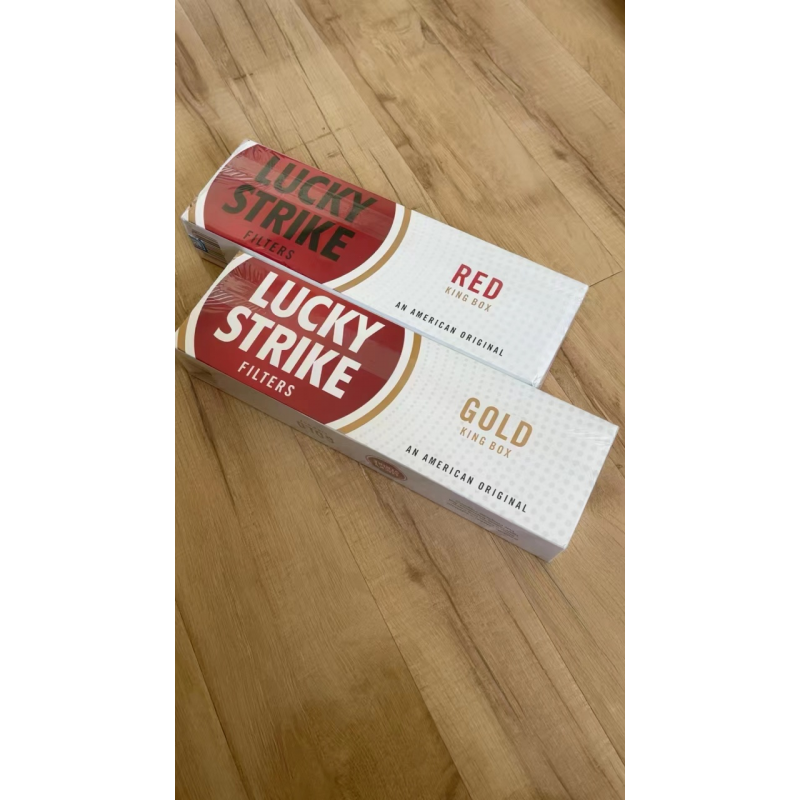 LUCKY
STRIKE
FILTERS
RED
KING BOX
AN AMERICAN ORIGINAL
LUCKY
STRIKE
FILTERS
GOLD
KING BOX
AN AMERICAN ORIGINAL